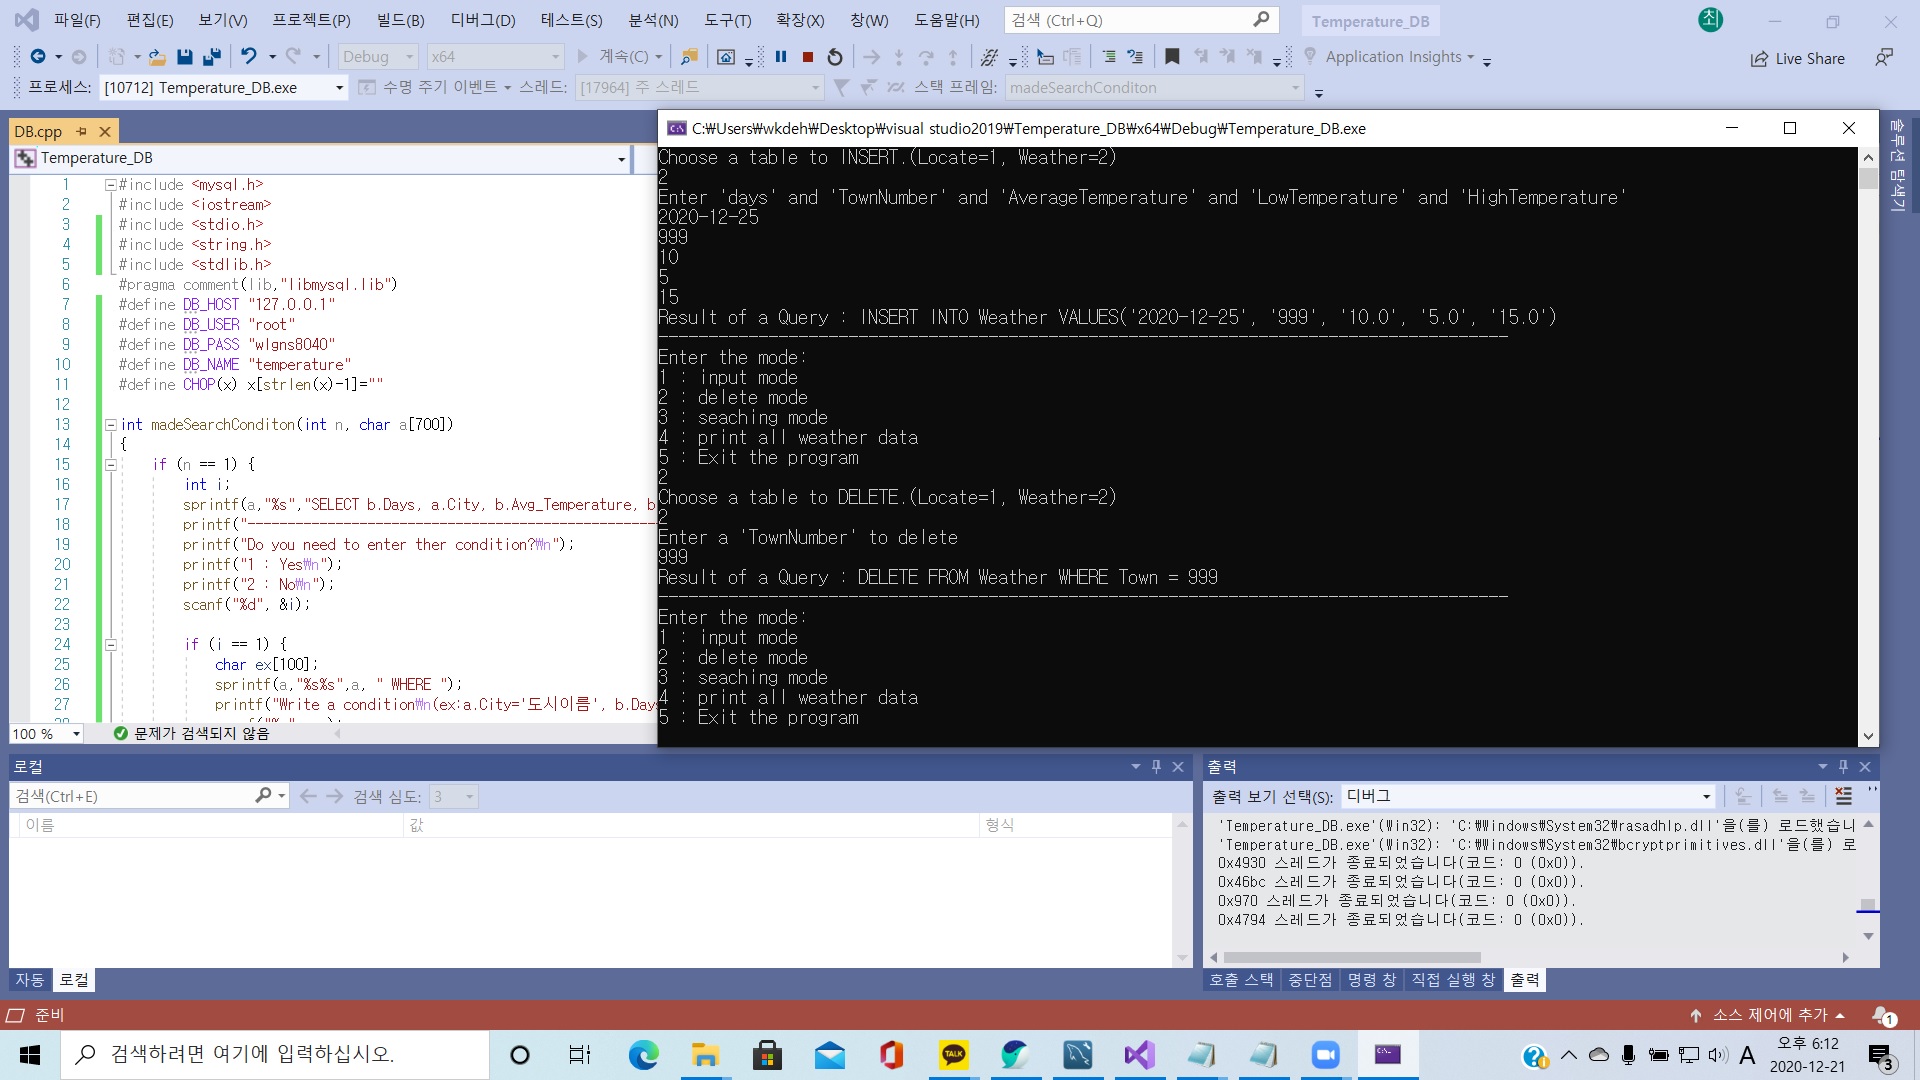 파일(F) 편집(E) 보기(V) 프로젝트(P) 빌드(B) 디버그(D) 테스트(S) 분석(N) 도구(T) 확장(X) 창(W) 도움말(H) 검색 (Ctrl+Q) Temperature_DB 최
Debug x64 계속(C) Application Insights Live Share
프로세스: [10712] Temperature_DB.exe 수명 주기 이벤트 스레드: [17964] 주 스레드 스택 프레임: madeSearchConditon
DB.cpp
Temperature_DB
1 #include <mysql.h>
2 #include <iostream>
3 #include <stdio.h>
4 #include <string.h>
5 #include <stdlib.h>
6 #pragma comment(lib,"libmysql.lib")
7 #define DB_HOST "127.0.0.1"
8 #define DB_USER "root"
9 #define DB_PASS "wlgns8040"
10 #define DB_NAME "temperature"
11 #define CHOP(x) x[strlen(x)-1]=""
12
13 int madeSearchConditon(int n, char a[700])
14 {
15 if (n == 1) {
16 int i;
17 sprintf(a,"%s","SELECT b.Days, a.City, b.Avg_Temperature, b
18 printf("----------------------------------------------------
19 printf("Do you need to enter ther condition?₩n");
20 printf("1 : Yes₩n");
21 printf("2 : No₩n");
22 scanf("%d", &i);
23
24 if (i == 1) {
25 char ex[100];
26 sprintf(a,"%s%s",a, " WHERE ");
27 printf("Write a condition₩n(ex:a.City='도시이름', b.Days
100 % 문제가 검색되지 않음
C:₩Users₩wkdeh₩Desktop₩visual studio2019₩Temperature_DB₩x64₩Debug₩Temperature_DB.exe
Choose a table to INSERT.(Locate=1, Weather=2)
2
Enter 'days' and 'TownNumber' and 'AverageTemperature' and 'LowTemperature' and 'HighTemperature'
2020-12-25
999
10
5
15
Result of a Query : INSERT INTO Weather VALUES('2020-12-25', '999', '10.0', '5.0', '15.0')
-------------------------------------------------------------------------------------
Enter the mode:
1 : input mode
2 : delete mode
3 : seaching mode
4 : print all weather data
5 : Exit the program
2
Choose a table to DELETE.(Locate=1, Weather=2)
2
Enter a 'TownNumber' to delete
999
Result of a Query : DELETE FROM Weather WHERE Town = 999
-------------------------------------------------------------------------------------
Enter the mode:
1 : input mode
2 : delete mode
3 : seaching mode
4 : print all weather data
5 : Exit the program
솔루션 탐색기
로컬
검색(Ctrl+E) 검색 심도: 3
이름 값 형식
자동 로컬
출력
출력 보기 선택(S): 디버그
'Temperature_DB.exe'(Win32): 'C:₩Windows₩System32₩rasadhlp.dll'을(를) 로드했습니
'Temperature_DB.exe'(Win32): 'C:₩Windows₩System32₩bcryptprimitives.dll'을(를) 로
0x4930 스레드가 종료되었습니다(코드: 0 (0x0)).
0x46bc 스레드가 종료되었습니다(코드: 0 (0x0)).
0x970 스레드가 종료되었습니다(코드: 0 (0x0)).
0x4794 스레드가 종료되었습니다(코드: 0 (0x0)).
호출 스택 중단점 명령 창 직접 실행 창 출력
준비 소스 제어에 추가 1
검색하려면 여기에 입력하십시오. TALK A 오후 6:12
2020-12-21 3